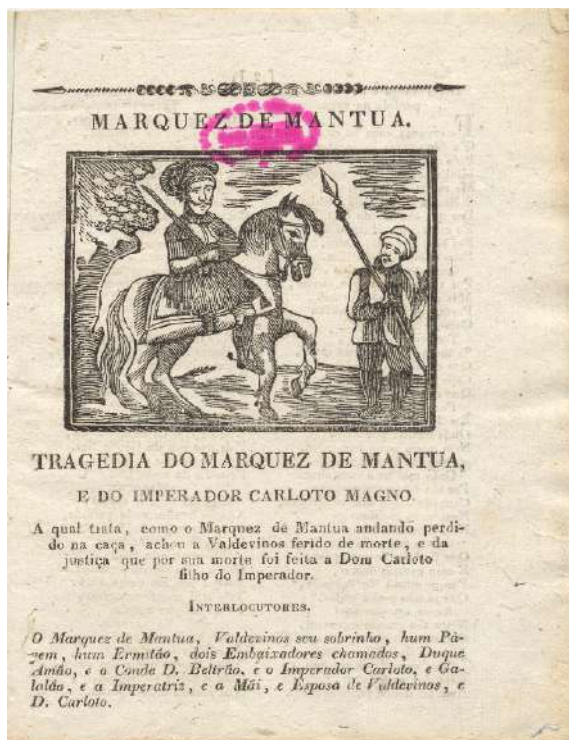 MARQUEZ DE MANTUA.
TRAGEDIA DO MARQUEZ DE MANTUA,
E DO IMPERADOR CARLOTO MAGNO.
A qual trata, como o Marquez de Mantua andando perdi-
do na caça, achou a Valdevinos ferido de morte, e da
justiça que por sua morte foi feita a Dom Carloto
filho do Imperador.
INTERLOCUTORES.
O Marquez de Mantua, Valdevinos seu sobrinho, hum Pá-
gem, hum Ermitão, dois Embaixadores chamados, Duque
Amão, e o Conde D. Beltrão, e o Imperador Carloto, e Ga-
lalão, e a Imperatriz, e a Mãi, e Esposa de Valdevinos, e
D. Carloto.